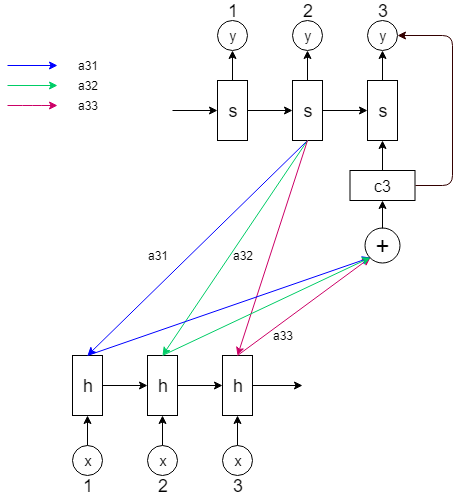 1 2 3
y y y
a31
a32
a33
s s s
c3
+
a31 a32
a33
h h h
x x x
1 2 3